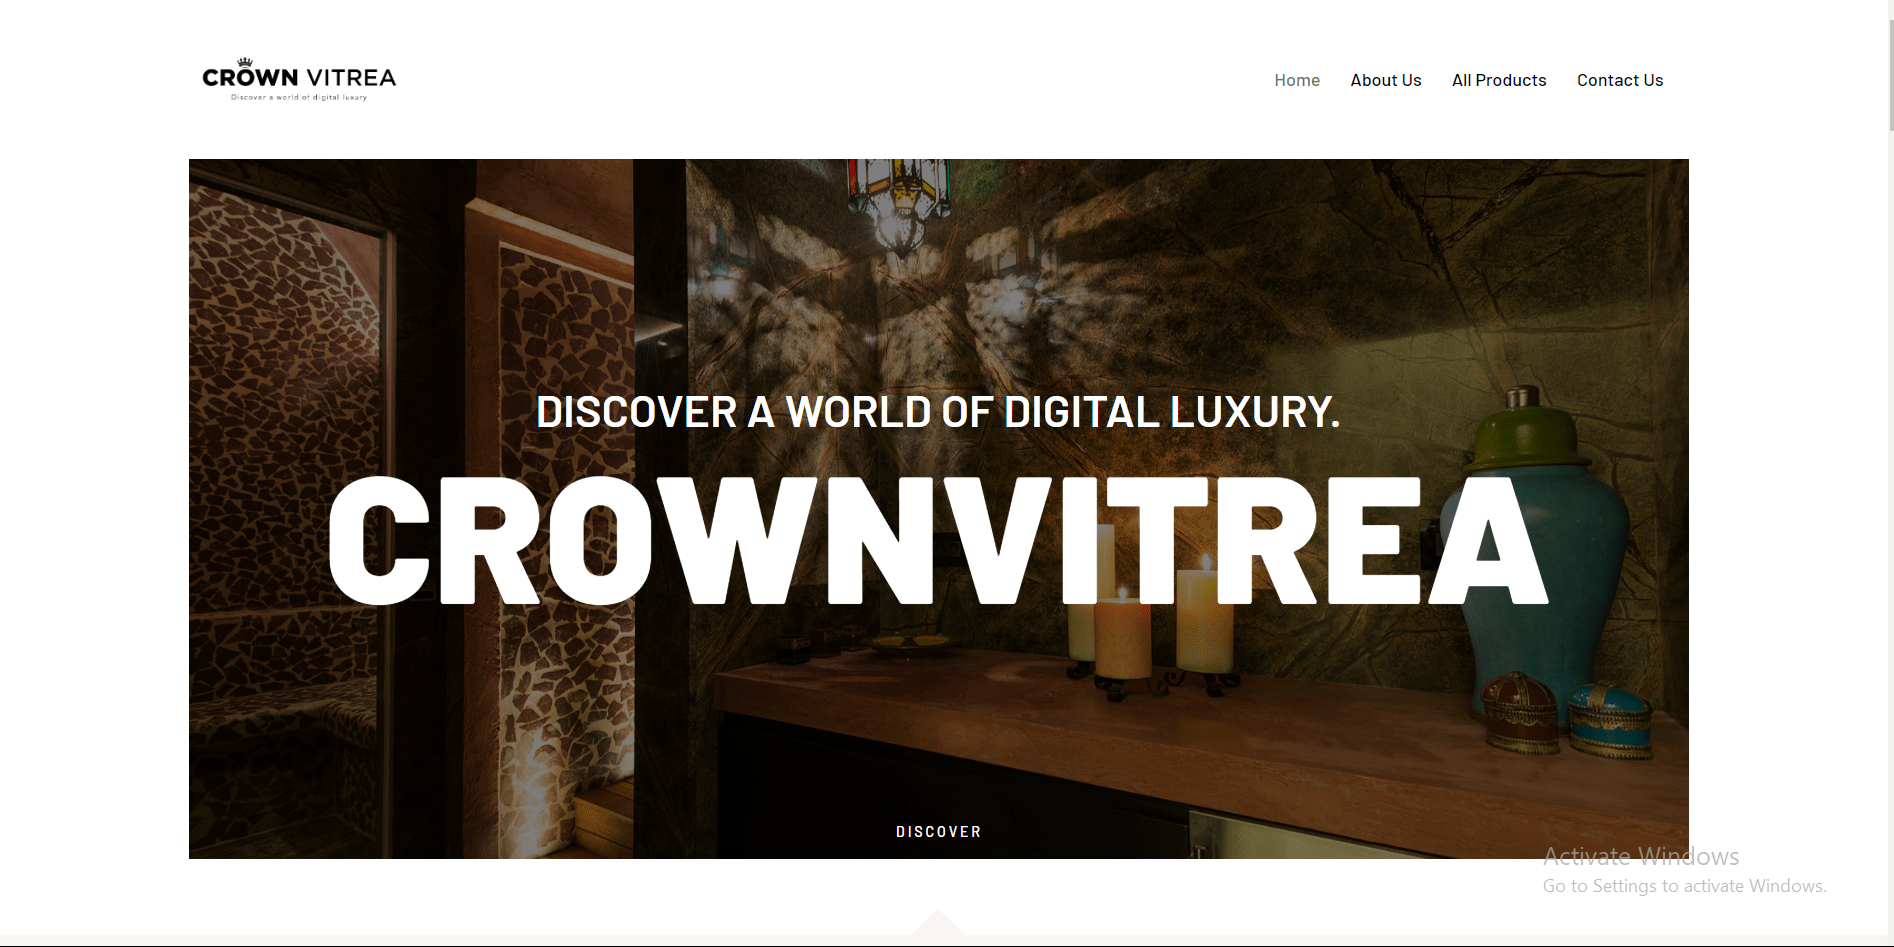 CROWN VITREA
Discover a world of digital luxury
Home
About Us
All Products
Contact Us
DISCOVER A WORLD OF DIGITAL LUXURY.
CROWNVITREA
DISCOVER
Activate Windows
Go to Settings to activate Windows.